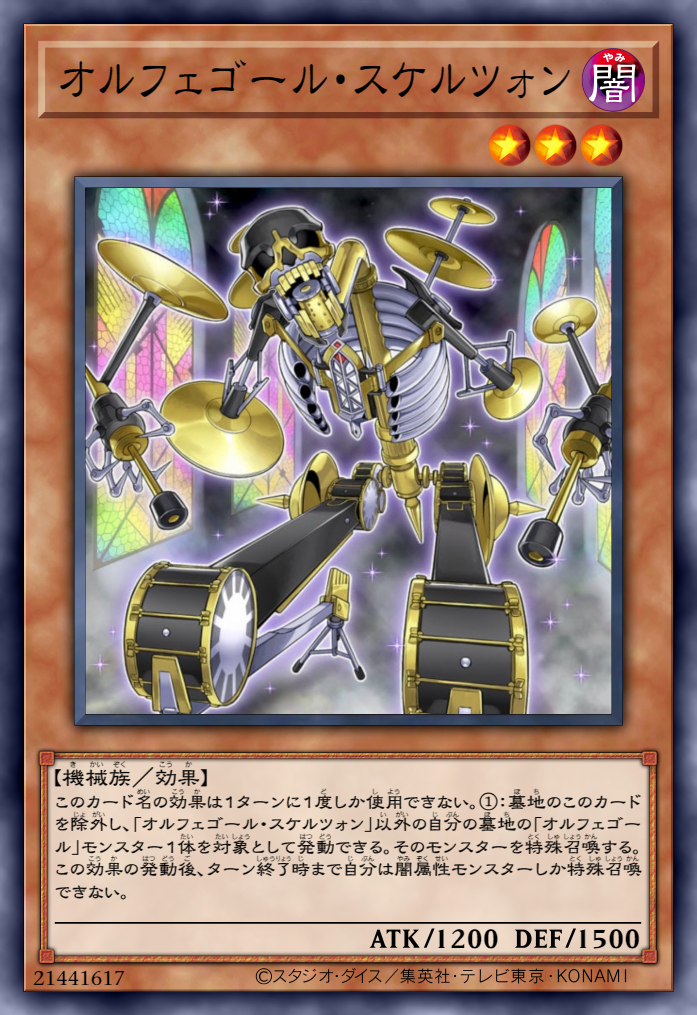 オルフェゴール・スケルツォン
やみ
闇
【機械族／効果】
このカード名の効果は1ターンに1度しか使用できない。①：墓地のこのカード
を除外し、「オルフェゴール・スケルツォン」以外の自分の墓地の「オルフェゴー
ル」モンスター1体を対象として発動できる。そのモンスターを特殊召喚する。
この効果の発動後、ターン終了時まで自分は闇属性モンスターしか特殊召喚
できない。
ATK/1200 DEF/1500
21441617 ©スタジオ・ダイス／集英社・テレビ東京・KONAMI